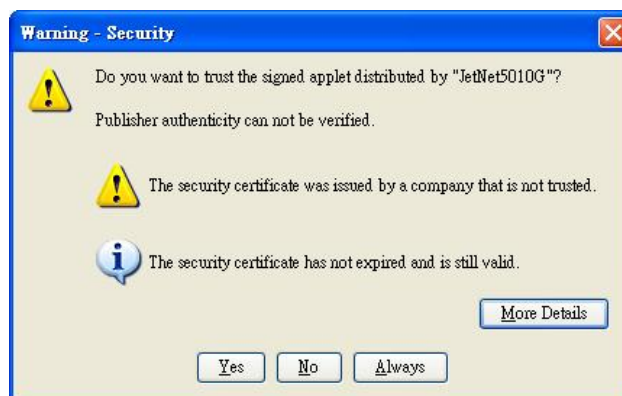 Warning - Security
Do you want to trust the signed applet distributed by "JetNet5010G"?
Publisher authenticity can not be verified.
The security certificate was issued by a company that is not trusted.
The security certificate has not expired and is still valid.
More Details
Yes No Always